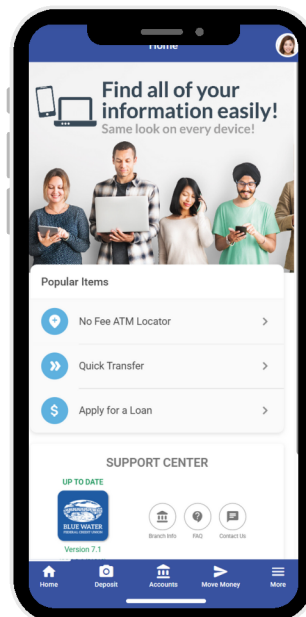 Home
Find all of your
information easily!
Same look on every device!
Popular Items
No Fee ATM Locator
Quick Transfer
Apply for a Loan
SUPPORT CENTER
UP TO DATE
BLUE WATER
FEDERAL CREDIT UNION
Version 7.1
Branch Info FAQ Contact Us
Home Deposit Accounts Move Money More